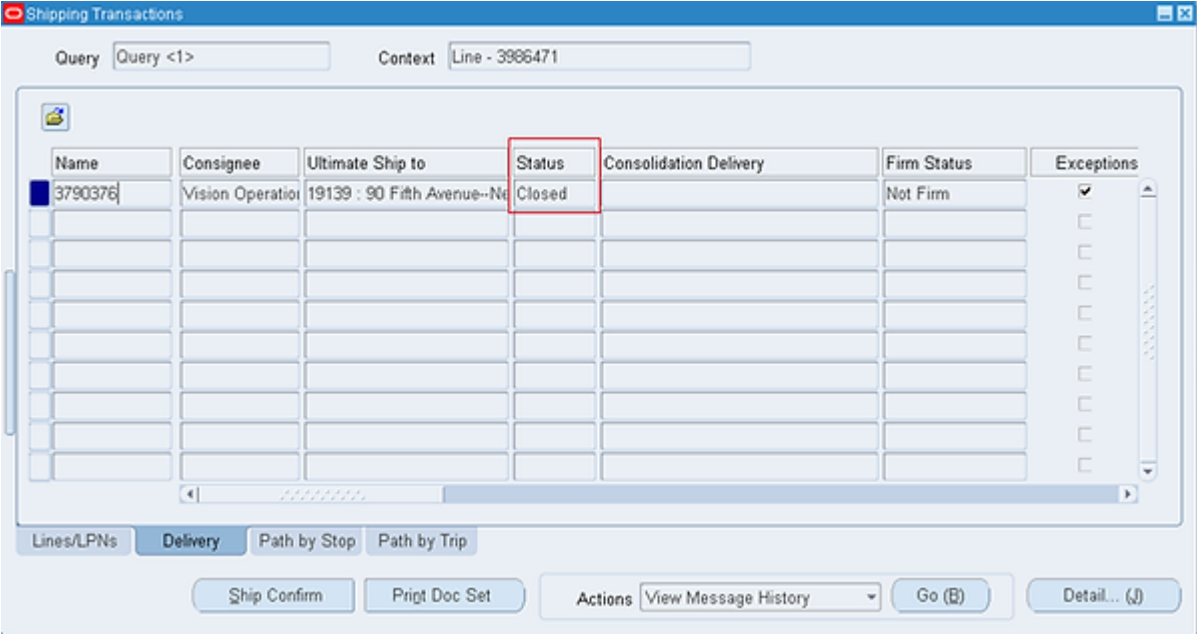 Shipping Transactions
Query Query <1> Context Line - 3986471
Name Consignee Ultimate Ship to Status Consolidation Delivery Firm Status Exceptions
3790376 Vision Operation 19139 : 90 Fifth Avenue--Ne Closed Not Firm
Lines/LPNs Delivery Path by Stop Path by Trip
Ship Confirm Print Doc Set Actions View Message History Go (B) Detail... (J)